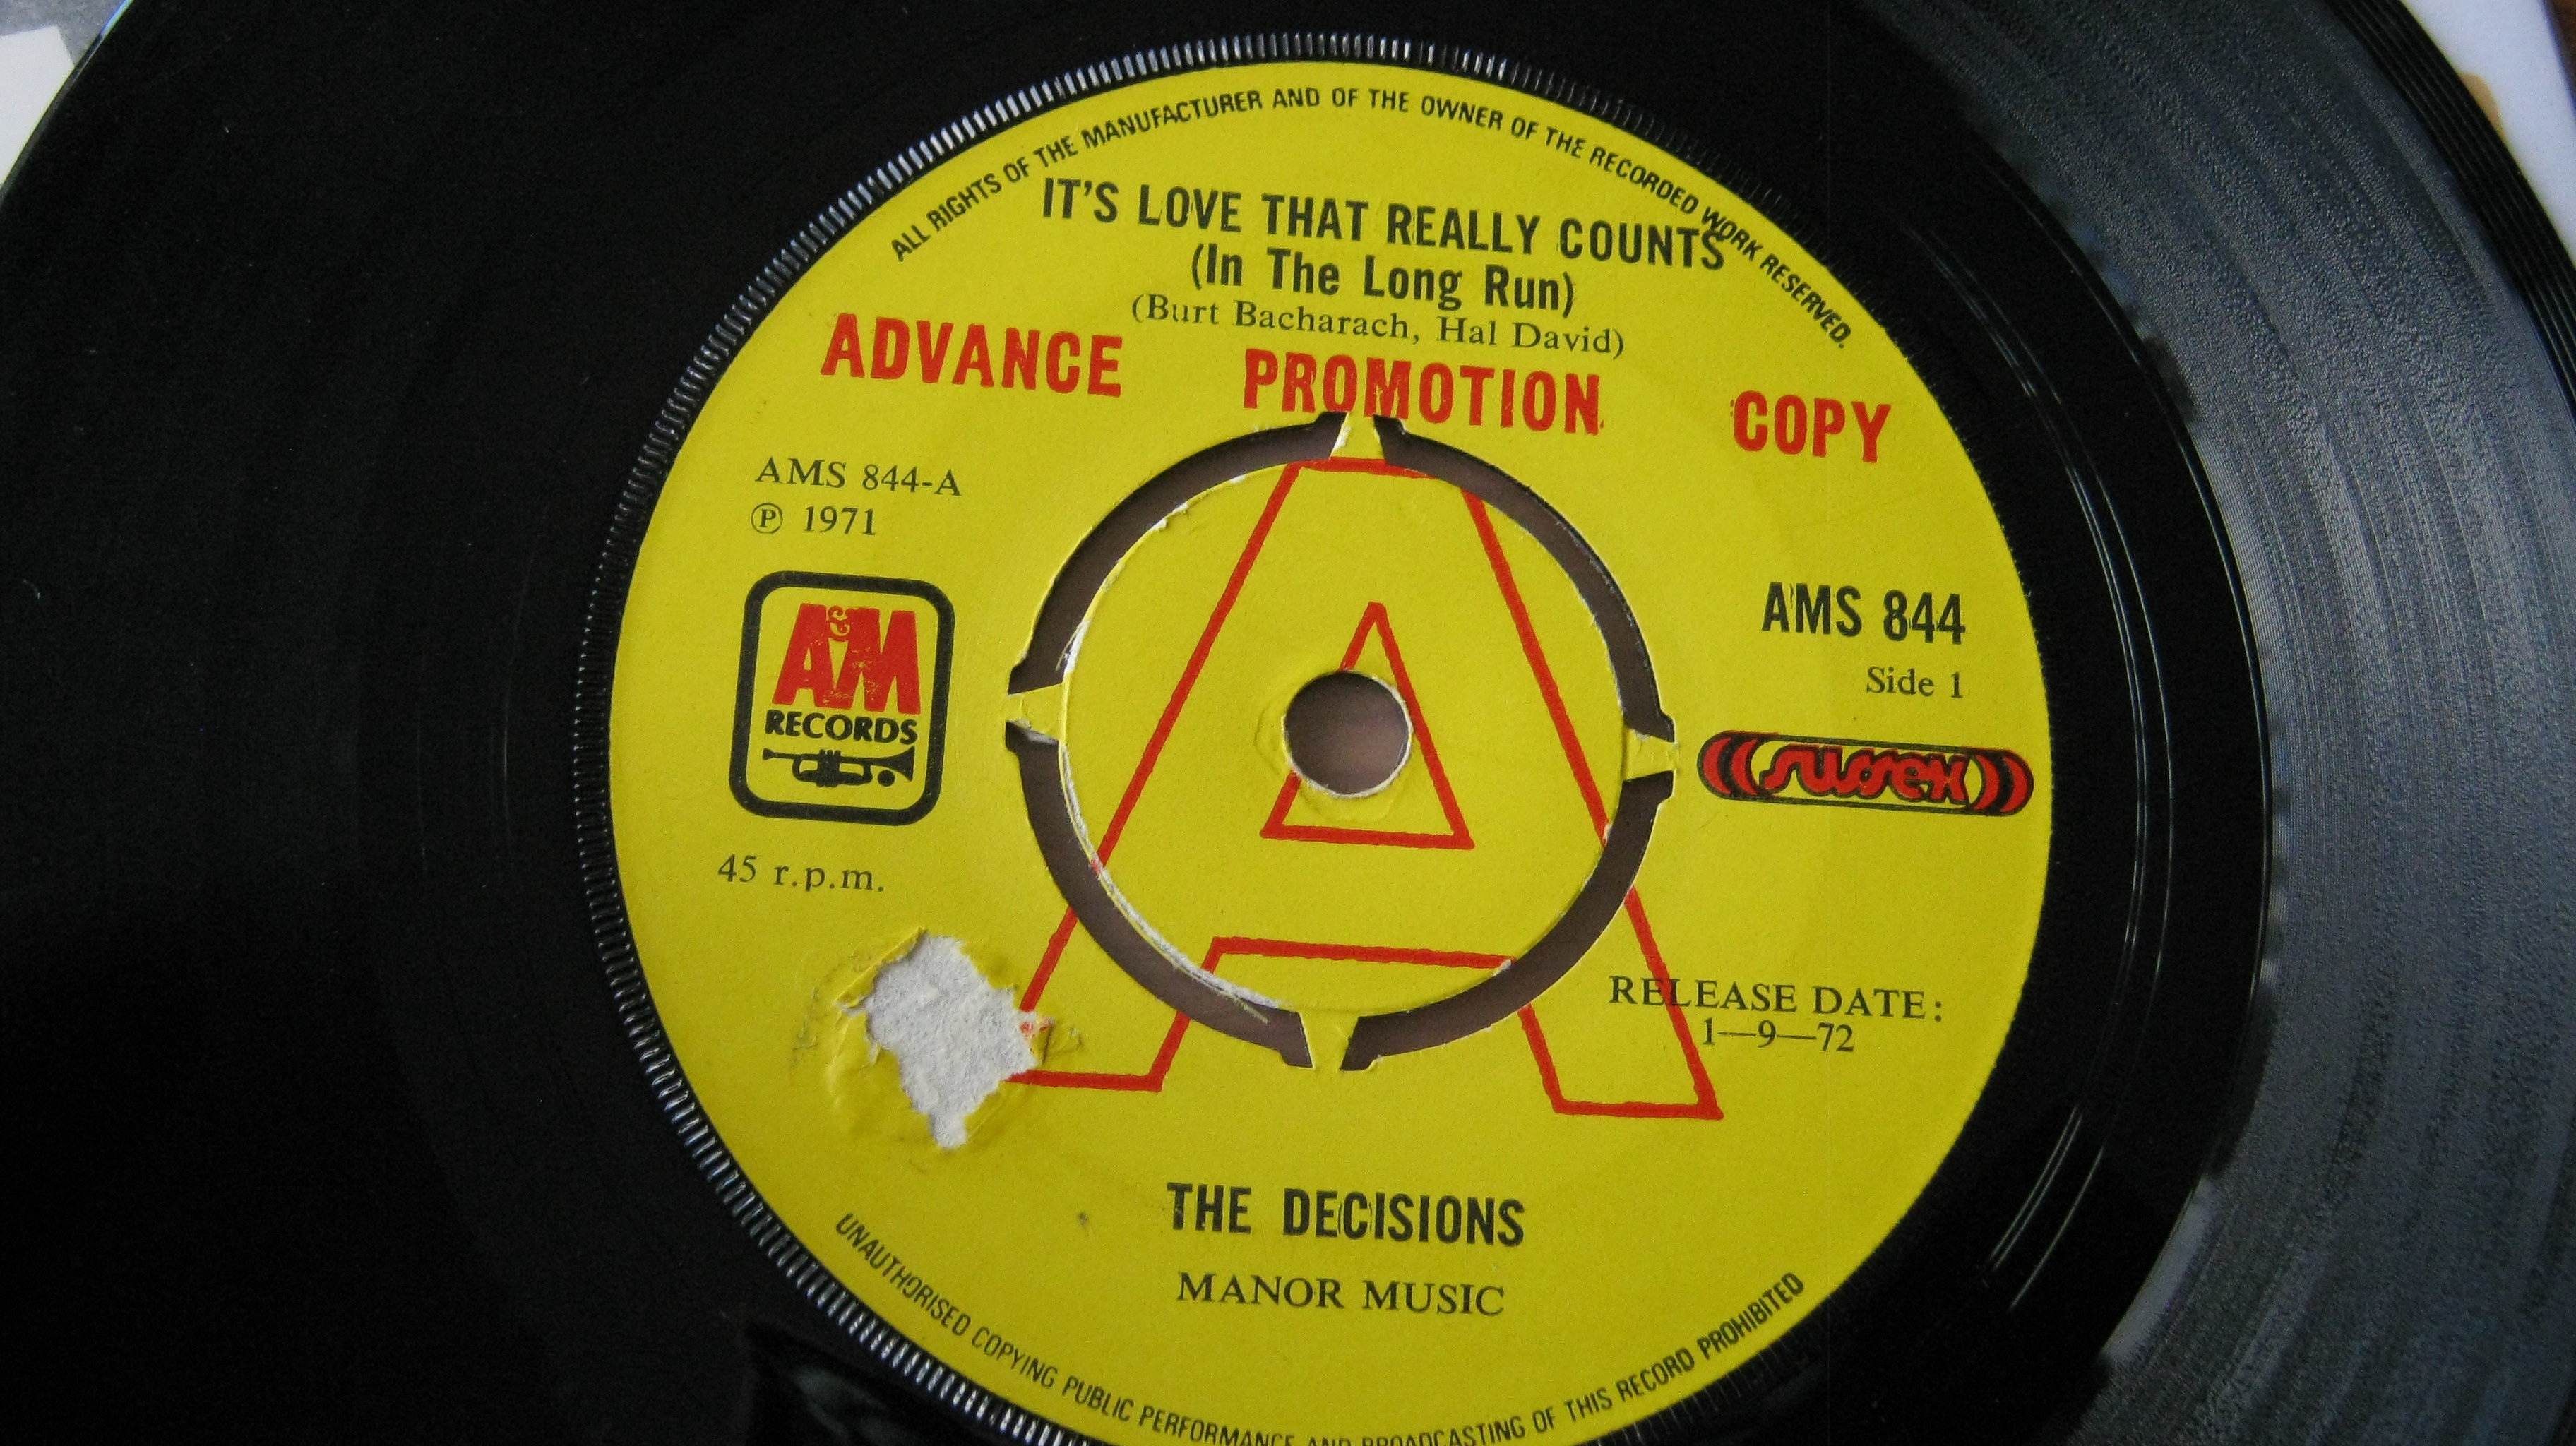 ALL RIGHTS OF THE MANUFACTURER AND OF THE OWNER OF THE RECORDED WORK RESERVED.
IT'S LOVE THAT REALLY COUNTS
(In The Long Run)
(Burt Bacharach, Hal David)
ADVANCE PROMOTION COPY
AMS 844-A
℗ 1971
A&M
RECORDS
45 r.p.m.
A
AMS 844
Side 1
sussex
RELEASE DATE:
1—9—72
THE DECISIONS
MANOR MUSIC
UNAUTHORISED COPYING PUBLIC PERFORMANCE AND BROADCASTING OF THIS RECORD PROHIBITED